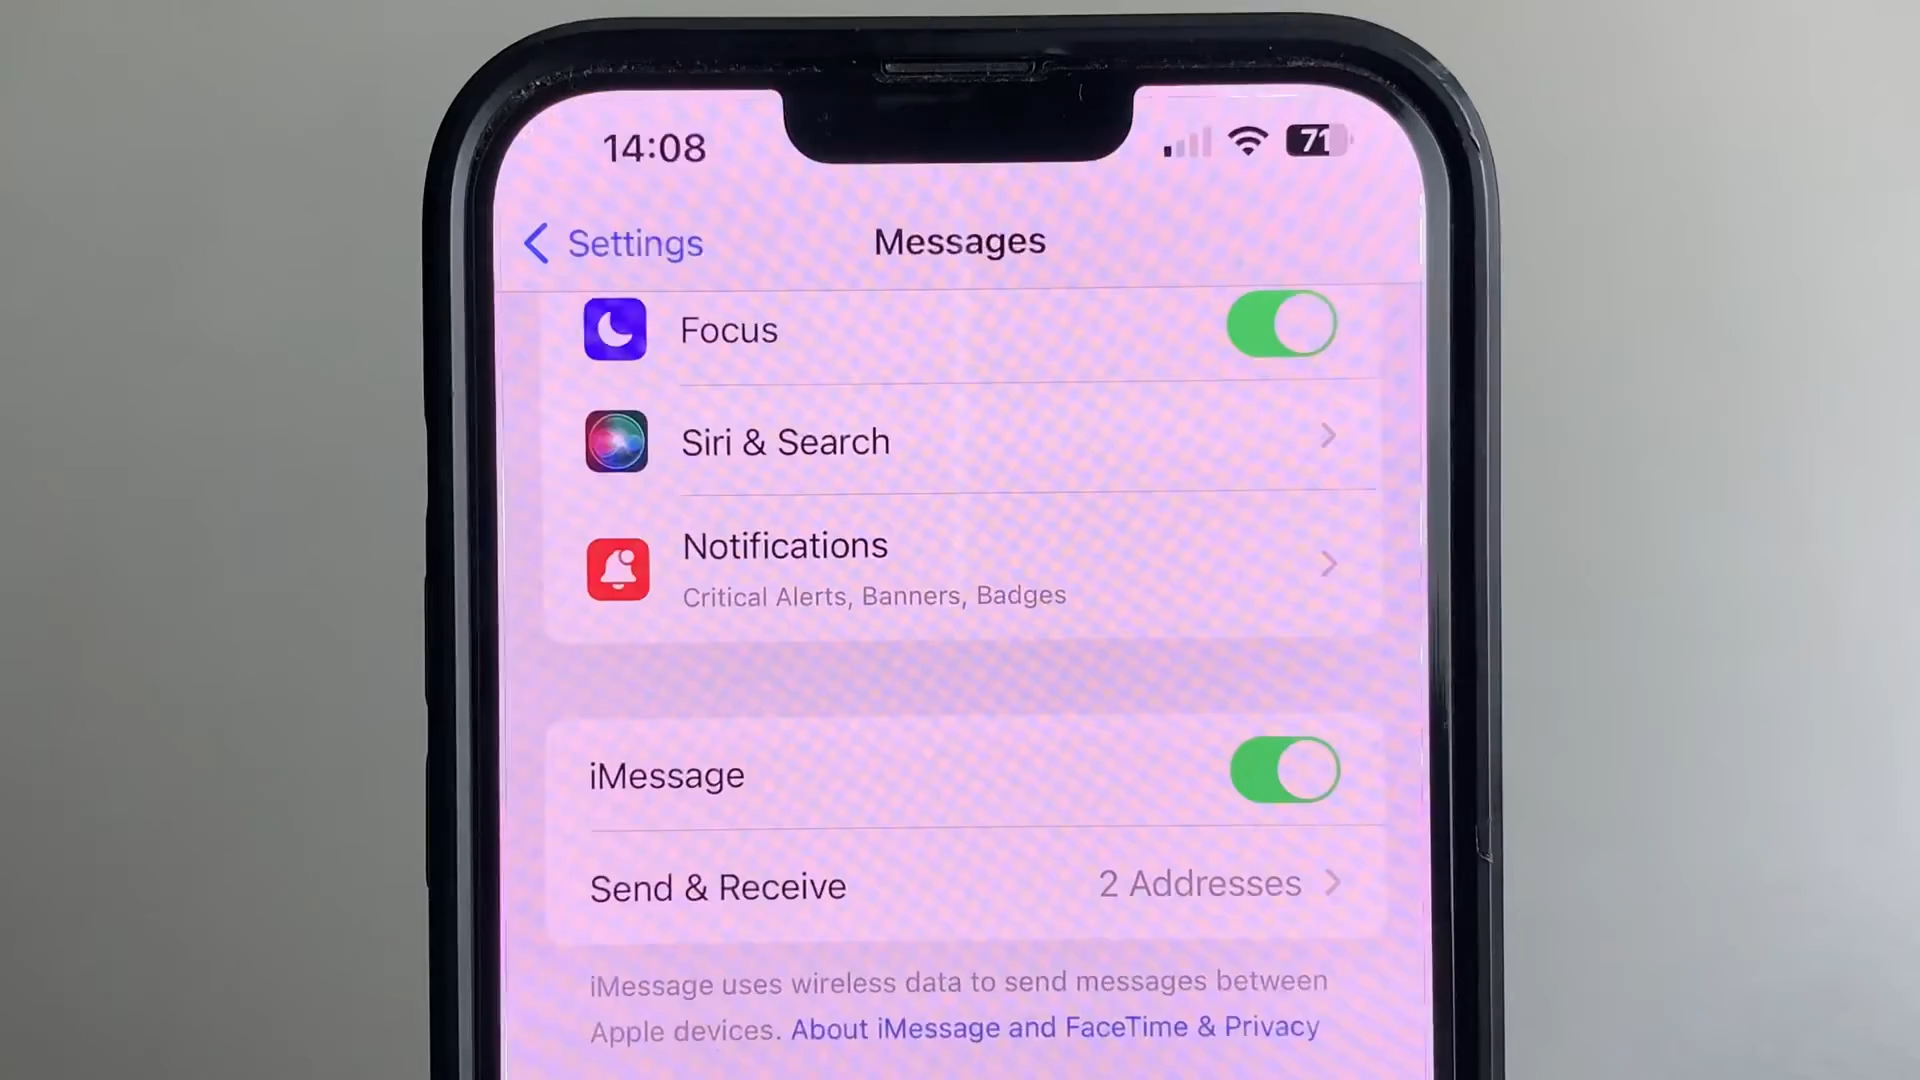 14:08
71
Settings
Messages
Focus
Siri & Search
Notifications
Critical Alerts, Banners, Badges
iMessage
Send & Receive 2 Addresses
iMessage uses wireless data to send messages between
Apple devices. About iMessage and FaceTime & Privacy